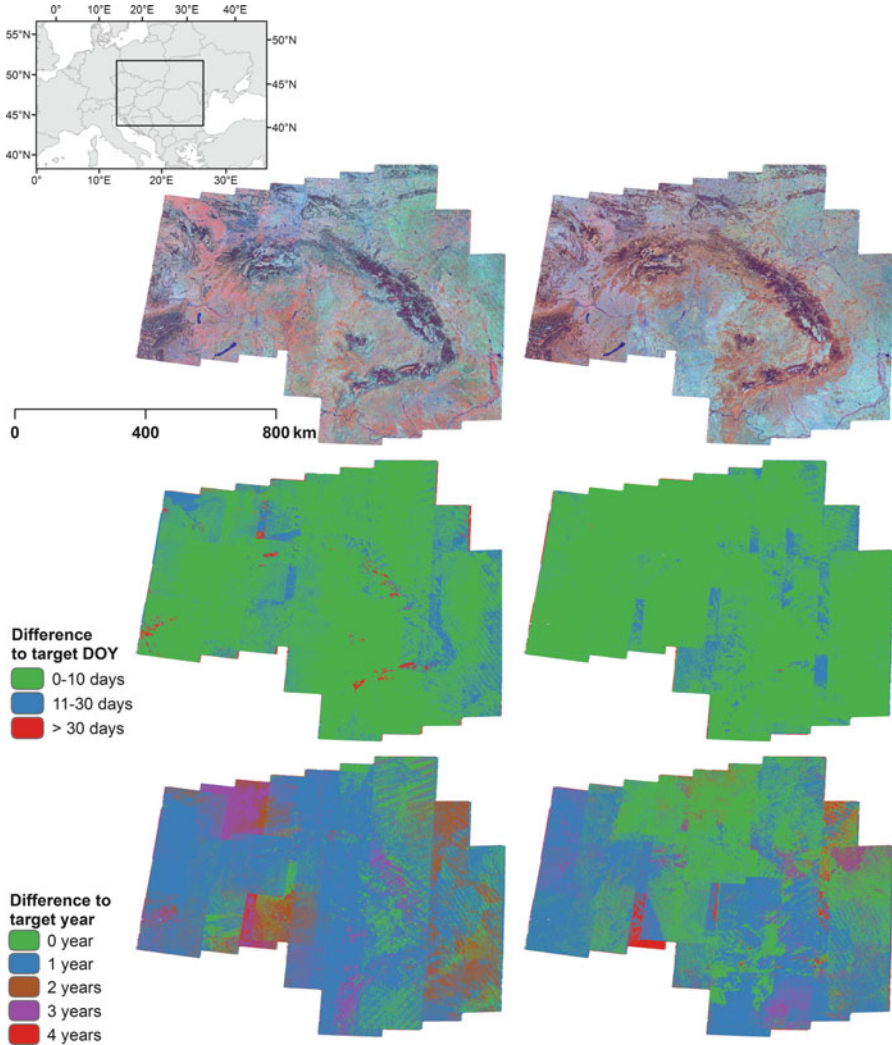 0° 10°E 20°E 30°E 40°E
55°N
50°N
45°N
40°N
50°N
45°N
40°N
0° 10°E 20°E 30°E
0 400 800 km
Difference
to target DOY
0-10 days
11-30 days
> 30 days
Difference to
target year
0 year
1 year
2 years
3 years
4 years